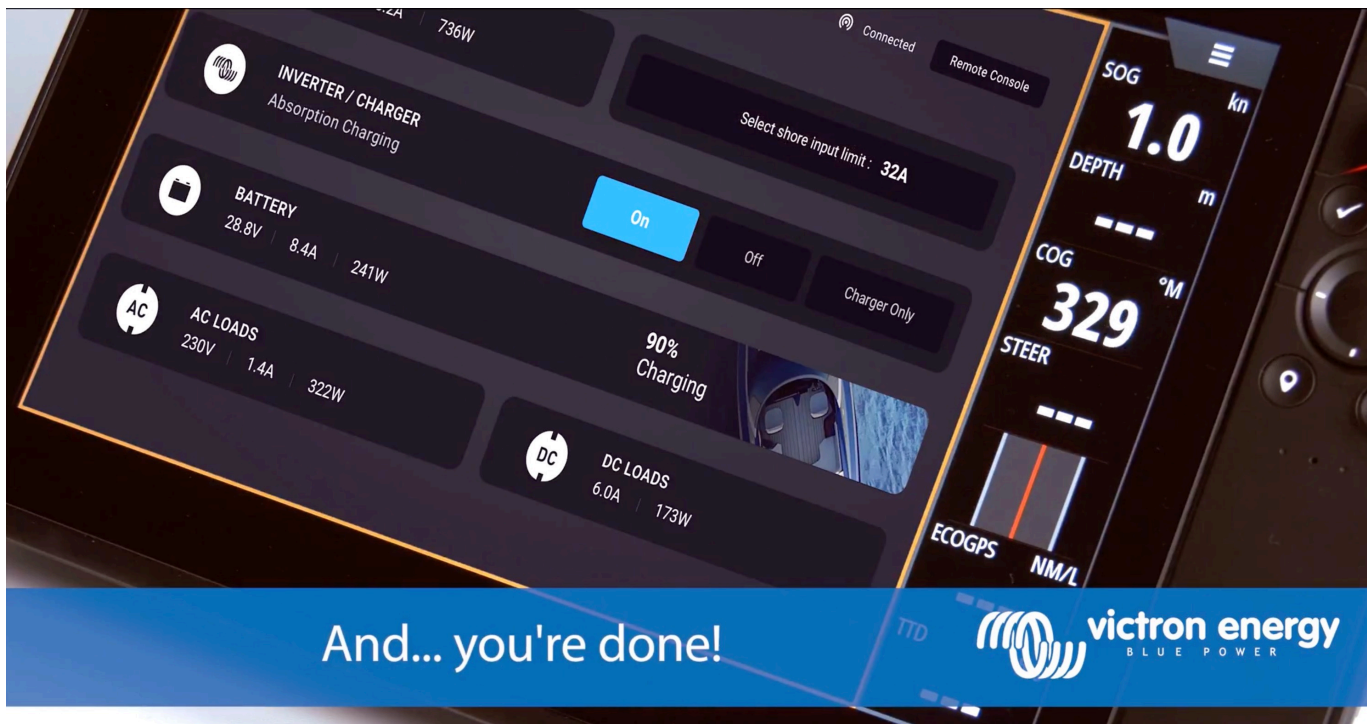 736W
Connected
Remote Console
INVERTER / CHARGER
Absorption Charging
Select shore input limit : 32A
On
Off
Charger Only
BATTERY
28.8V 8.4A 241W
90%
Charging
AC
AC LOADS
230V 1.4A 322W
DC
DC LOADS
6.0A 173W
SOG
kn
1.0
DEPTH
m
---
COG
°M
329
STEER
---
ECOGPS
NM/L
---
TTD
---
And... you're done!
victron energy
BLUE POWER